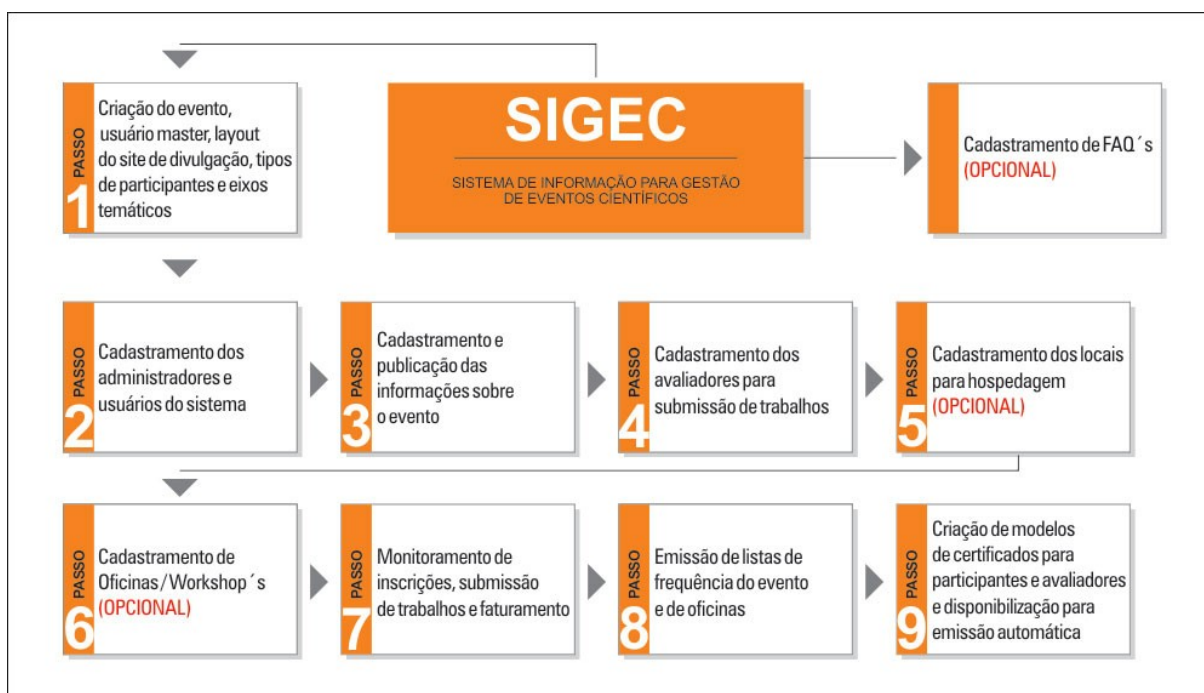 PASSO
1
Criação do evento,
usuário master, layout
do site de divulgação, tipos
de participantes e eixos
temáticos
SIGEC
SISTEMA DE INFORMAÇÃO PARA GESTÃO
DE EVENTOS CIENTÍFICOS
Cadastramento de FAQ´s
(OPCIONAL)
PASSO
2
Cadastramento dos
administradores e
usuários do sistema
PASSO
3
Cadastramento e
publicação das
informações sobre
o evento
PASSO
4
Cadastramento dos
avaliadores para
submissão de trabalhos
PASSO
5
Cadastramento dos locais
para hospedagem
(OPCIONAL)
PASSO
6
Cadastramento de
Oficinas/Workshop´s
(OPCIONAL)
PASSO
7
Monitoramento de
inscrições, submissão
de trabalhos e faturamento
PASSO
8
Emissão de listas de
frequência do evento
e de oficinas
PASSO
9
Criação de modelos
de certificados para
participantes e avaliadores
e disponibilização para
emissão automática